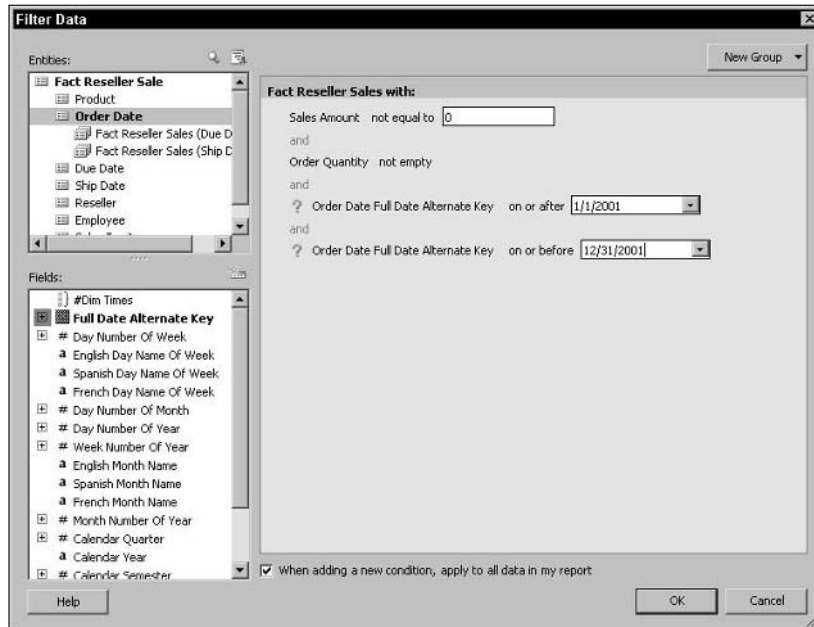 Filter Data
Entities:
New Group
Fact Reseller Sale
Product
Order Date
Fact Reseller Sales (Due D
Fact Reseller Sales (Ship D
Due Date
Ship Date
Reseller
Employee
Fact Reseller Sales with:
Sales Amount not equal to 0
and
Order Quantity not empty
and
? Order Date Full Date Alternate Key on or after 1/1/2001
and
? Order Date Full Date Alternate Key on or before 12/31/2001
Fields:
#Dim Times
Full Date Alternate Key
# Day Number Of Week
a English Day Name Of Week
a Spanish Day Name Of Week
a French Day Name Of Week
# Day Number Of Month
# Day Number Of Year
# Week Number Of Year
a English Month Name
a Spanish Month Name
a French Month Name
# Month Number Of Year
# Calendar Quarter
a Calendar Year
# Calendar Semester
When adding a new condition, apply to all data in my report
Help
OK
Cancel